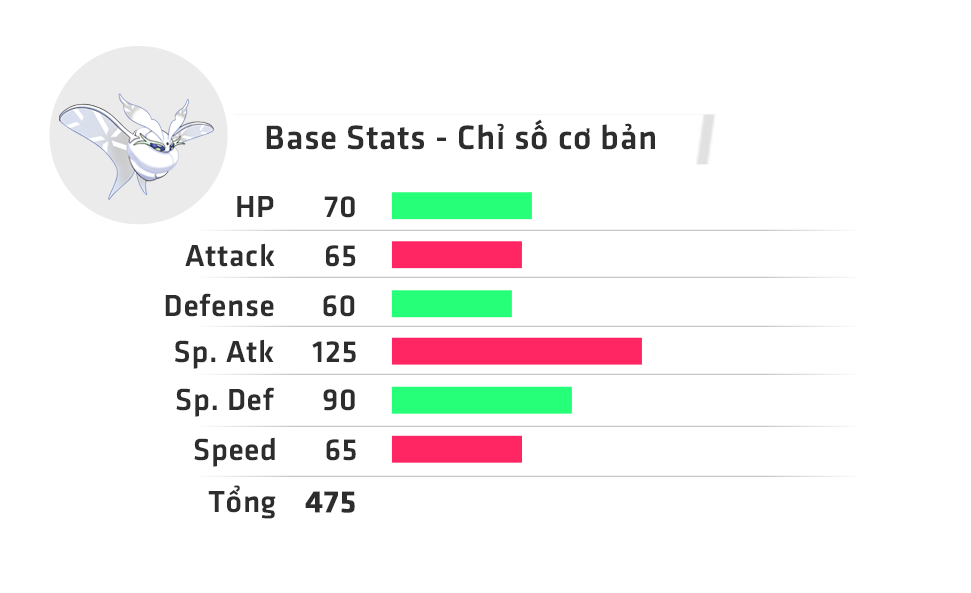 Base Stats - Chỉ số cơ bản
HP 70
Attack 65
Defense 60
Sp. Atk 125
Sp. Def 90
Speed 65
Tổng 475